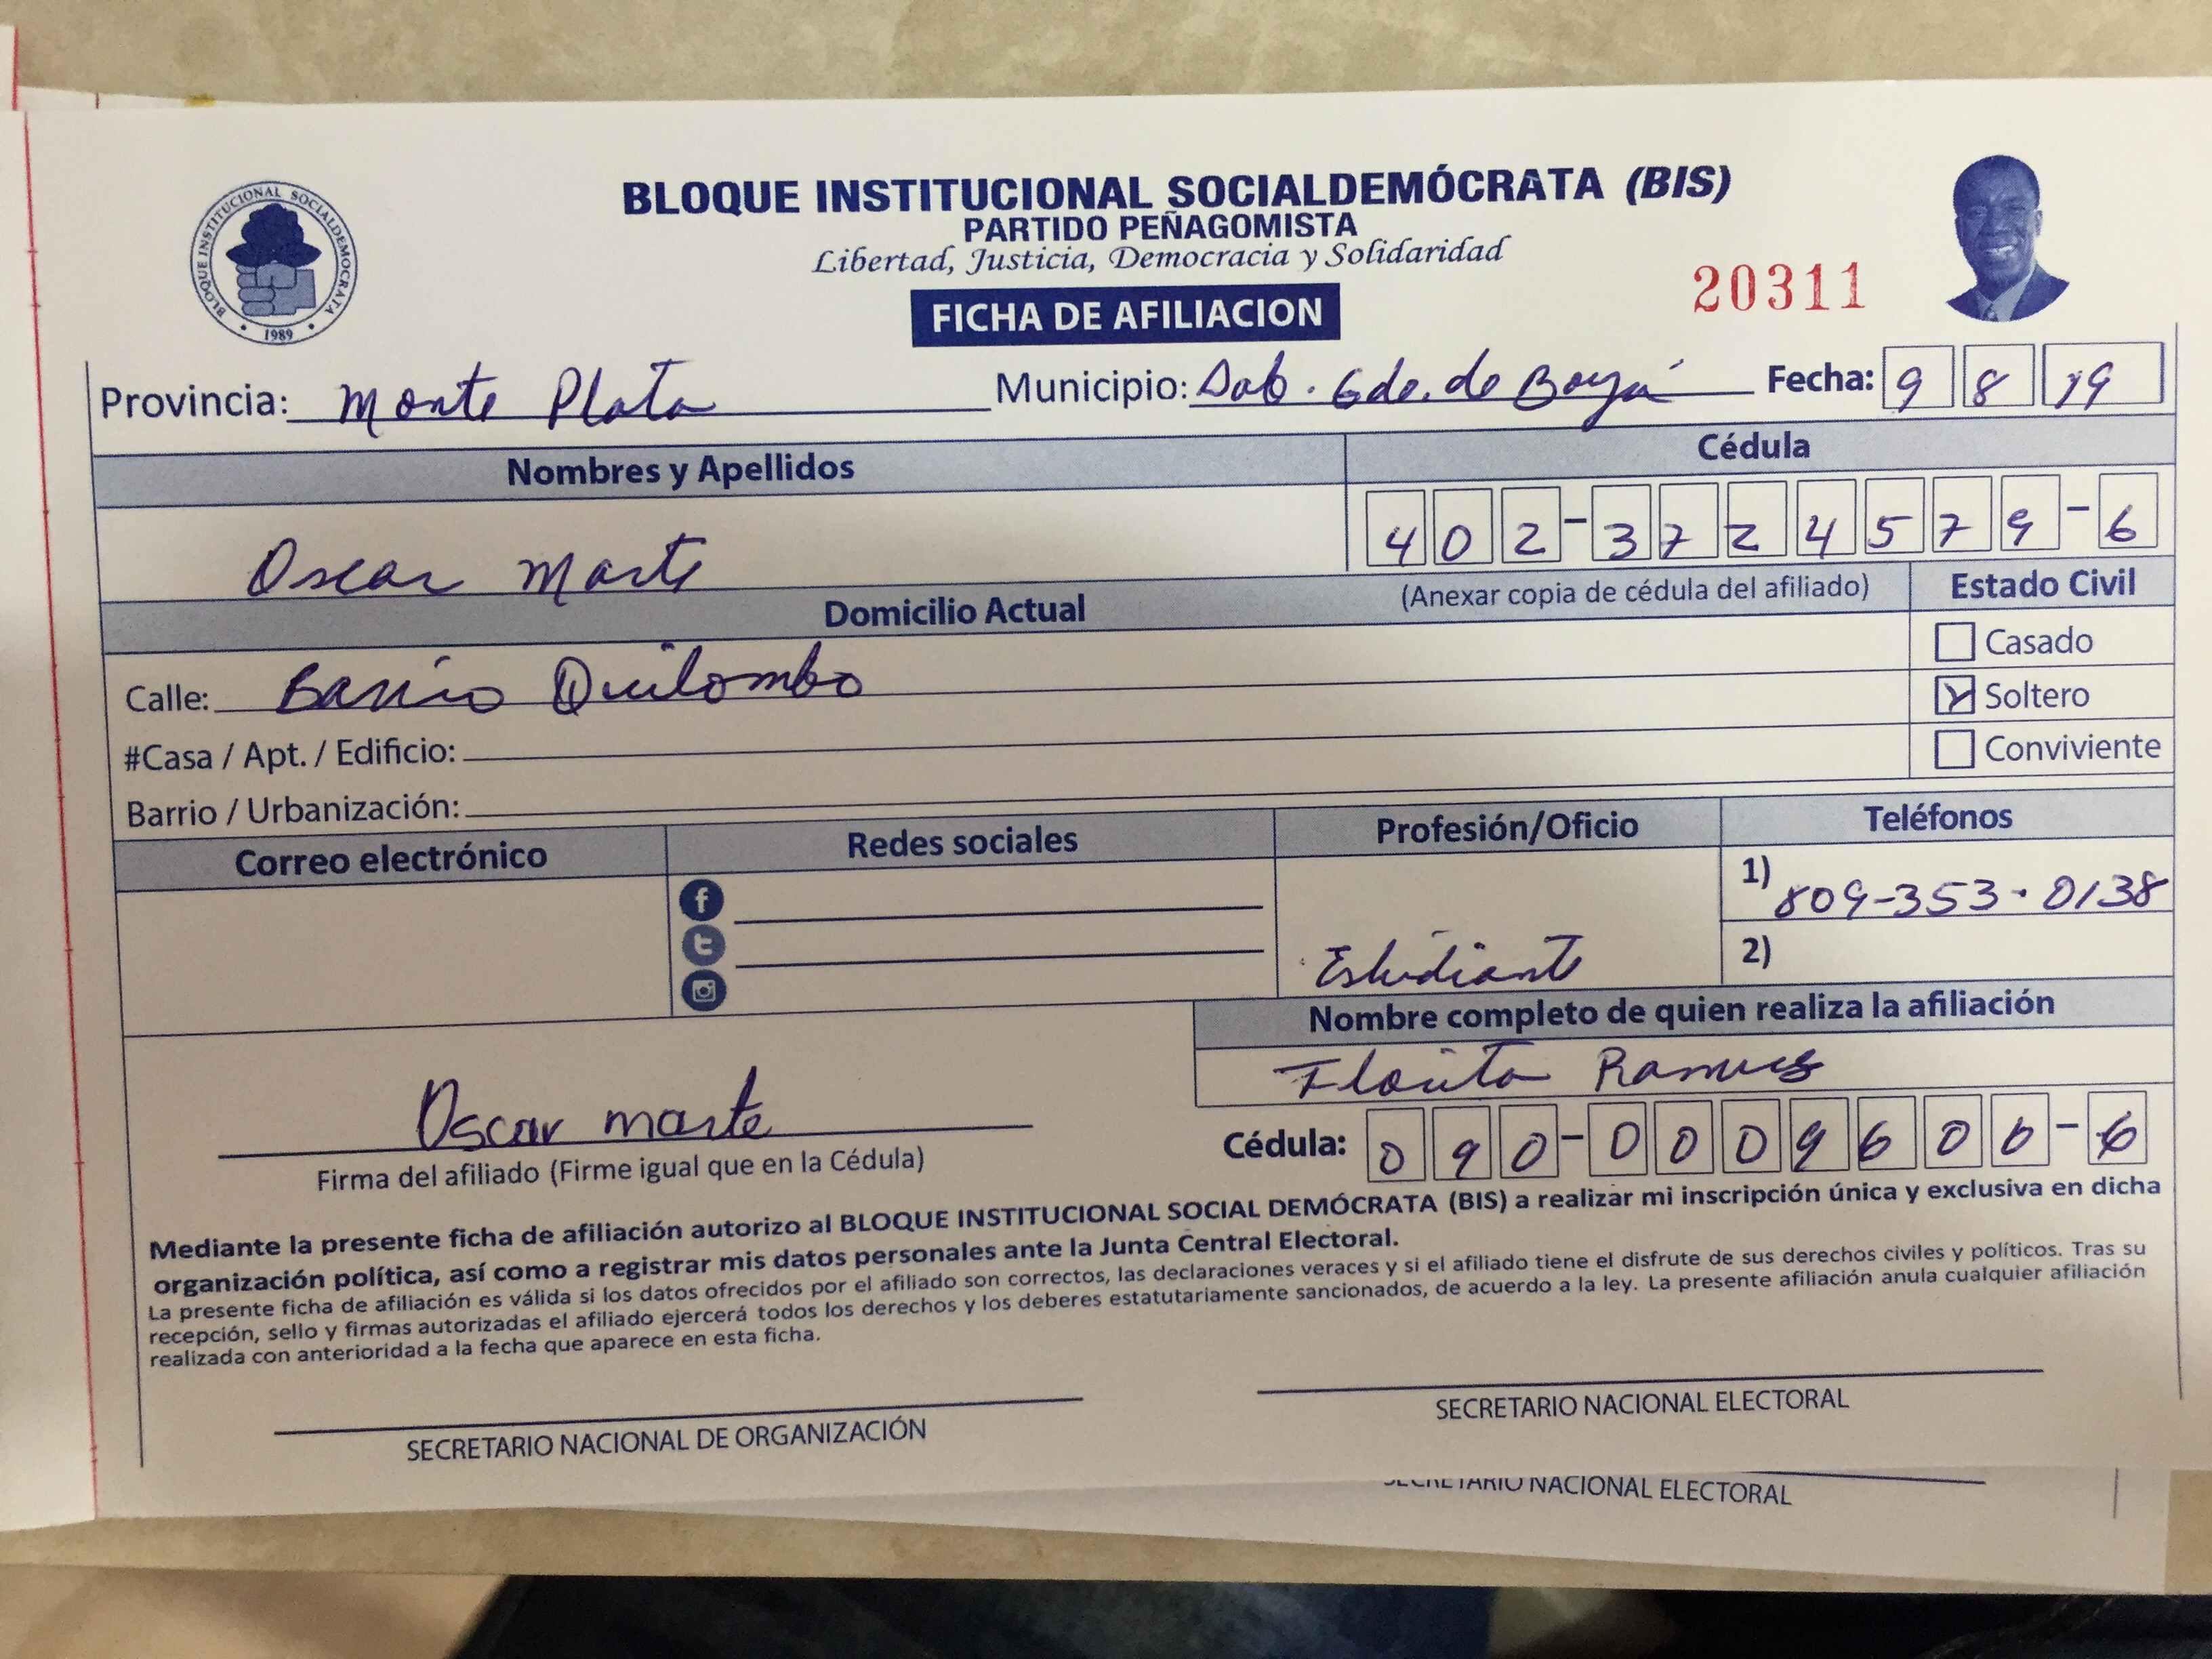 BLOQUE INSTITUCIONAL SOCIALDEMÓCRATA (BIS)
PARTIDO PEÑAGOMISTA
Libertad, Justicia, Democracia y Solidaridad
BLOQUE INSTITUCIONAL SOCIALDEMOCRATA
• 1989 •
20311
FICHA DE AFILIACION
Provincia: Monte Plata Municipio: Sab. Gde. de Boyá Fecha: 9 8 19
Nombres y Apellidos Cédula
Oscar Marte 402-3724579-6
Domicilio Actual (Anexar copia de cédula del afiliado) Estado Civil
Casado
Calle: Barrio Quilombo Soltero
#Casa / Apt. / Edificio: Conviviente
Barrio / Urbanización:
Correo electrónico Redes sociales Profesión/Oficio Teléfonos
1) 809-353-0138
Estudiante 2)
Nombre completo de quien realiza la afiliación
Florita
Oscar marte Cédula: 090-0009600-6
Firma del afiliado (Firme igual que en la Cédula)
Mediante la presente ficha de afiliación autorizo al BLOQUE INSTITUCIONAL SOCIAL DEMÓCRATA (BIS) a realizar mi inscripción única y exclusiva en dicha
organización política, así como a registrar mis datos personales ante la Junta Central Electoral.
La presente ficha de afiliación es válida si los datos ofrecidos por el afiliado son correctos, las declaraciones veraces y si el afiliado tiene el disfrute de sus derechos civiles y políticos. Tras su
recepción, sello y firmas autorizadas el afiliado ejercerá todos los derechos y los deberes estatutariamente sancionados, de acuerdo a la ley. La presente afiliación anula cualquier afiliación
realizada con anterioridad a la fecha que aparece en esta ficha.
SECRETARIO NACIONAL DE ORGANIZACIÓN SECRETARIO NACIONAL ELECTORAL
SECRETARIO NACIONAL ELECTORAL